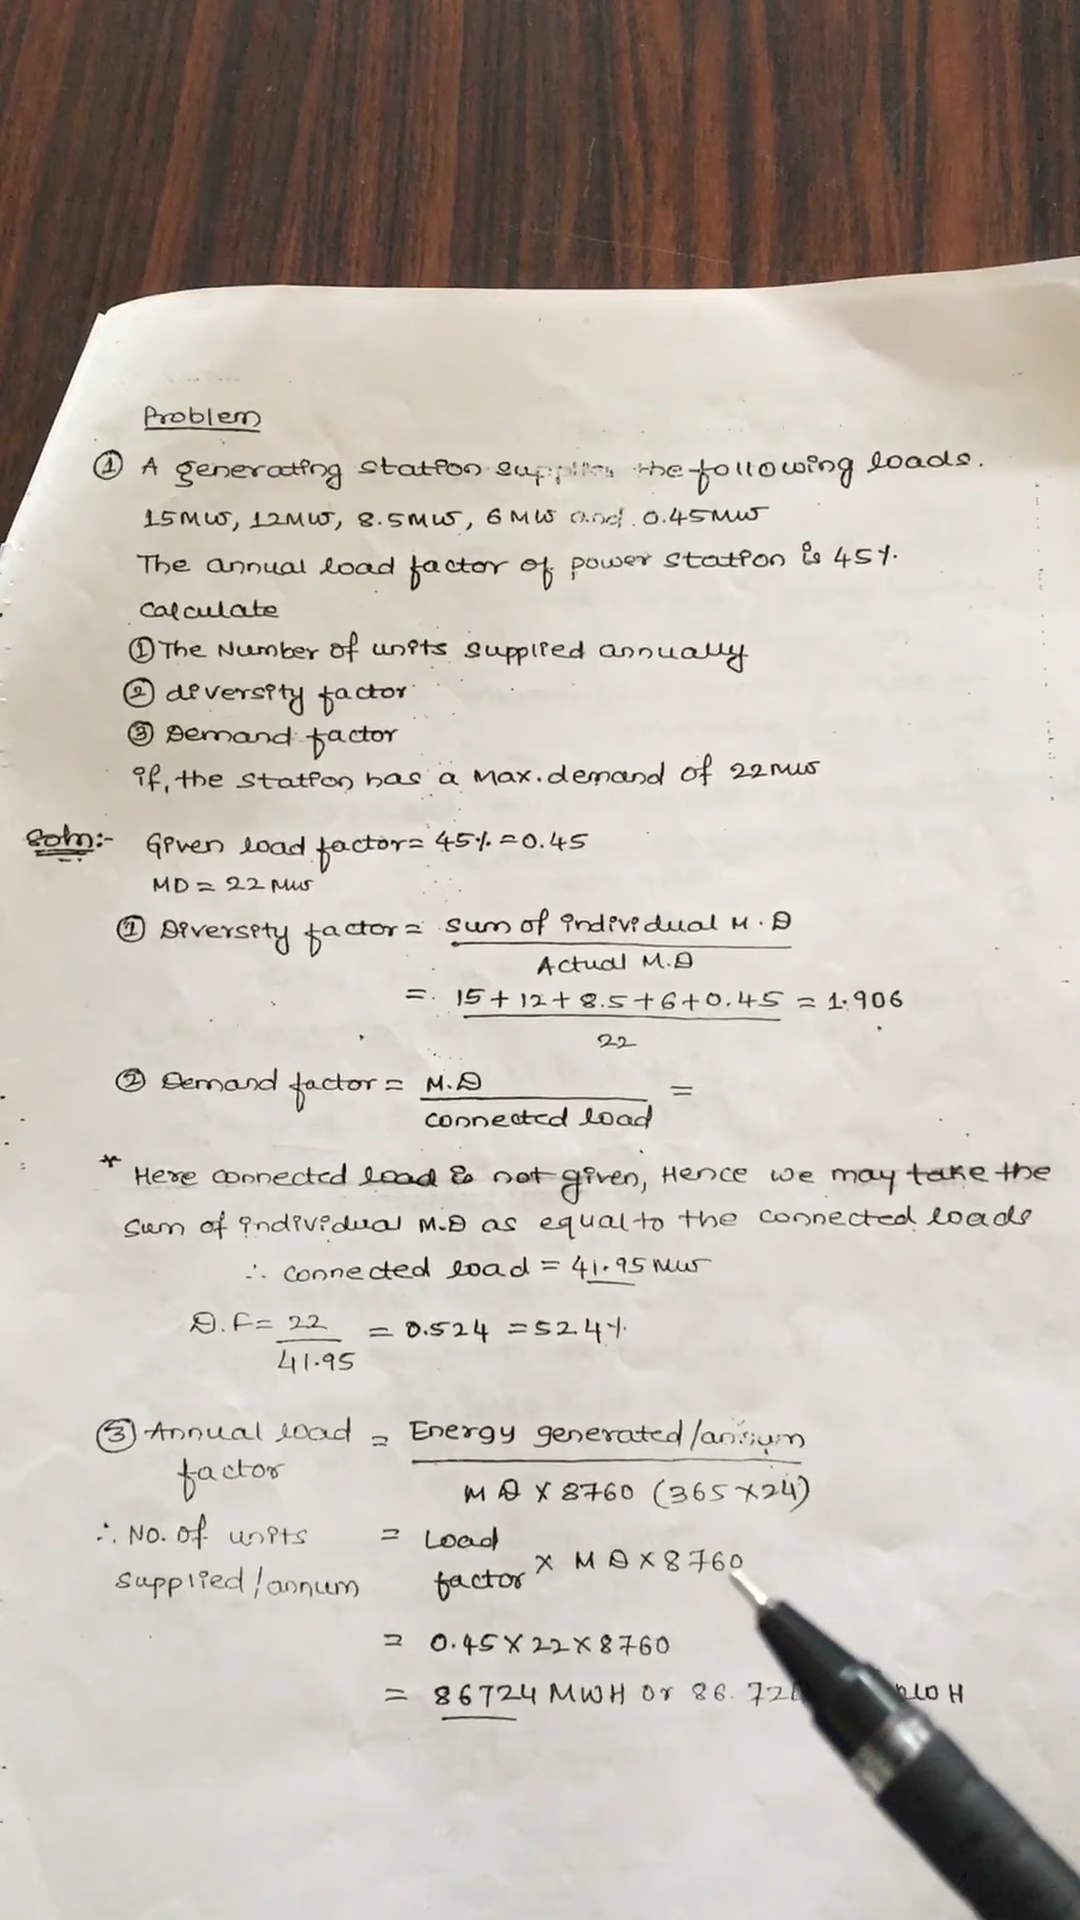 Problem
① A generating station supplies the following loads.
15MW, 12MW, 8.5MW, 6 MW and 0.45MW
The annual load factor of power station is 45%.
Calculate
① The Number of units supplied annually
② diversity factor
③ Demand factor
if, the station has a Max. demand of 22MW
Soln:- Given load factor = 45% = 0.45
MD = 22 MW
① Diversity factor = sum of individual M.D
Actual M.D
= 15+12+8.5+6+0.45 = 1.906
22
② Demand factor = M.D =
connected load
* Here connected load is not given, Hence we may take the
sum of individual M.D as equal to the connected loads
∴ connected load = 41.95 MW
D.F = 22 = 0.524 = 524%
41.95
③ Annual load factor = Energy generated/annum
MD X 8760 (365 X 24)
∴ No. of units supplied/annum = Load factor X MD X 8760
= 0.45 X 22 X 8760
= 86724 MWH or 86.72